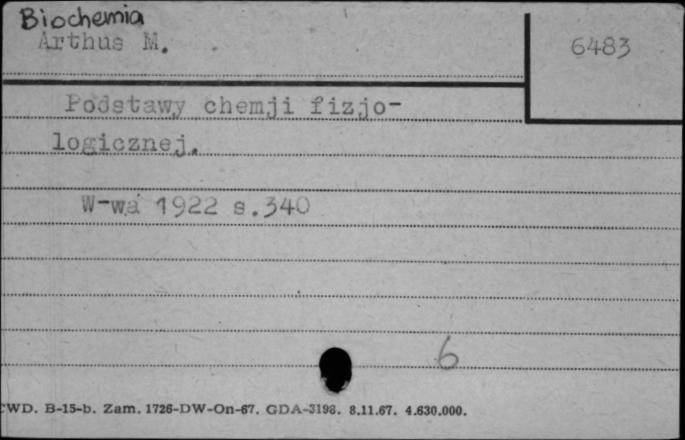 Biochemia
Arthus M.
6483
Podstawy chemji fizjo-
logicznej.
W-wa 1922 s.340
6
CWD. B-15-b. Zam. 1726-DW-On-67. GDA-3198. 8.11.67. 4.630.000.